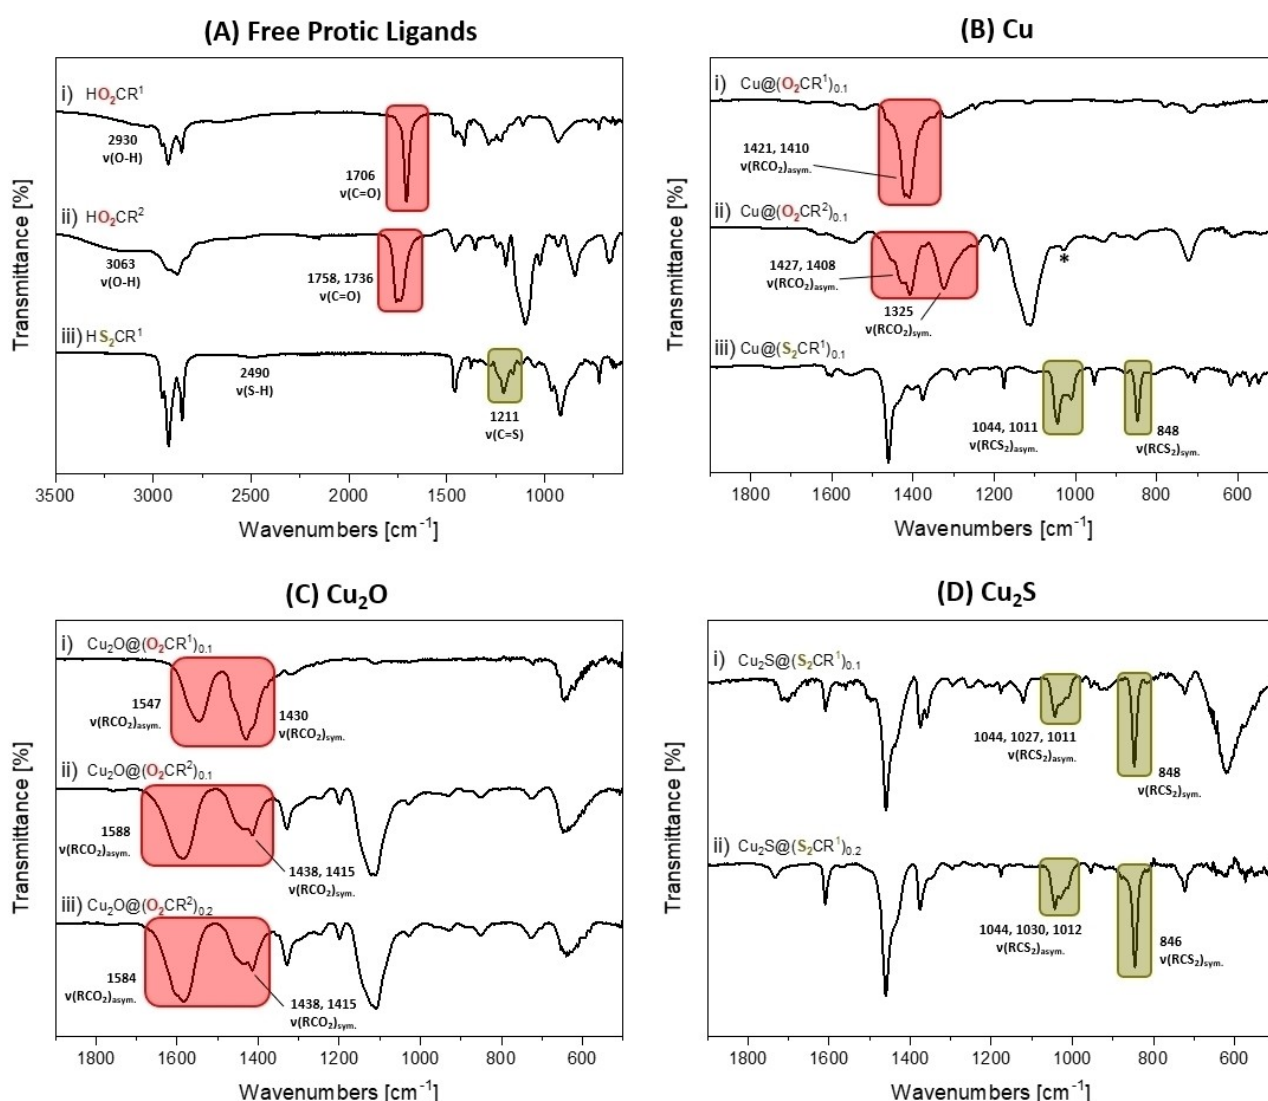 (A) Free Protic Ligands
i) HO₂CR¹
2930
ν(O-H)
1706
ν(C=O)
ii) HO₂CR²
3063
ν(O-H)
1758, 1736
ν(C=O)
iii) HS₂CR¹
2490
ν(S-H)
1211
ν(C=S)
Transmittance [%]
3500 3000 2500 2000 1500 1000
Wavenumbers [cm⁻¹]
(B) Cu
i) Cu@(O₂CR¹)₀.₁
1421, 1410
ν(RCO₂)asym.
ii) Cu@(O₂CR²)₀.₁
1427, 1408
ν(RCO₂)asym.
1325
ν(RCO₂)sym.
*
iii) Cu@(S₂CR¹)₀.₁
1044, 1011
ν(RCS₂)asym.
848
ν(RCS₂)sym.
Transmittance [%]
1800 1600 1400 1200 1000 800 600
Wavenumbers [cm⁻¹]
(C) Cu₂O
i) Cu₂O@(O₂CR¹)₀.₁
1547
ν(RCO₂)asym.
1430
ν(RCO₂)sym.
ii) Cu₂O@(O₂CR²)₀.₁
1588
ν(RCO₂)asym.
1438, 1415
ν(RCO₂)sym.
iii) Cu₂O@(O₂CR²)₀.₂
1584
ν(RCO₂)asym.
1438, 1415
ν(RCO₂)sym.
Transmittance [%]
1800 1600 1400 1200 1000 800 600
Wavenumbers [cm⁻¹]
(D) Cu₂S
i) Cu₂S@(S₂CR¹)₀.₁
1044, 1027, 1011
ν(RCS₂)asym.
848
ν(RCS₂)sym.
ii) Cu₂S@(S₂CR¹)₀.₂
1044, 1030, 1012
ν(RCS₂)asym.
846
ν(RCS₂)sym.
Transmittance [%]
1800 1600 1400 1200 1000 800 600
Wavenumbers [cm⁻¹]